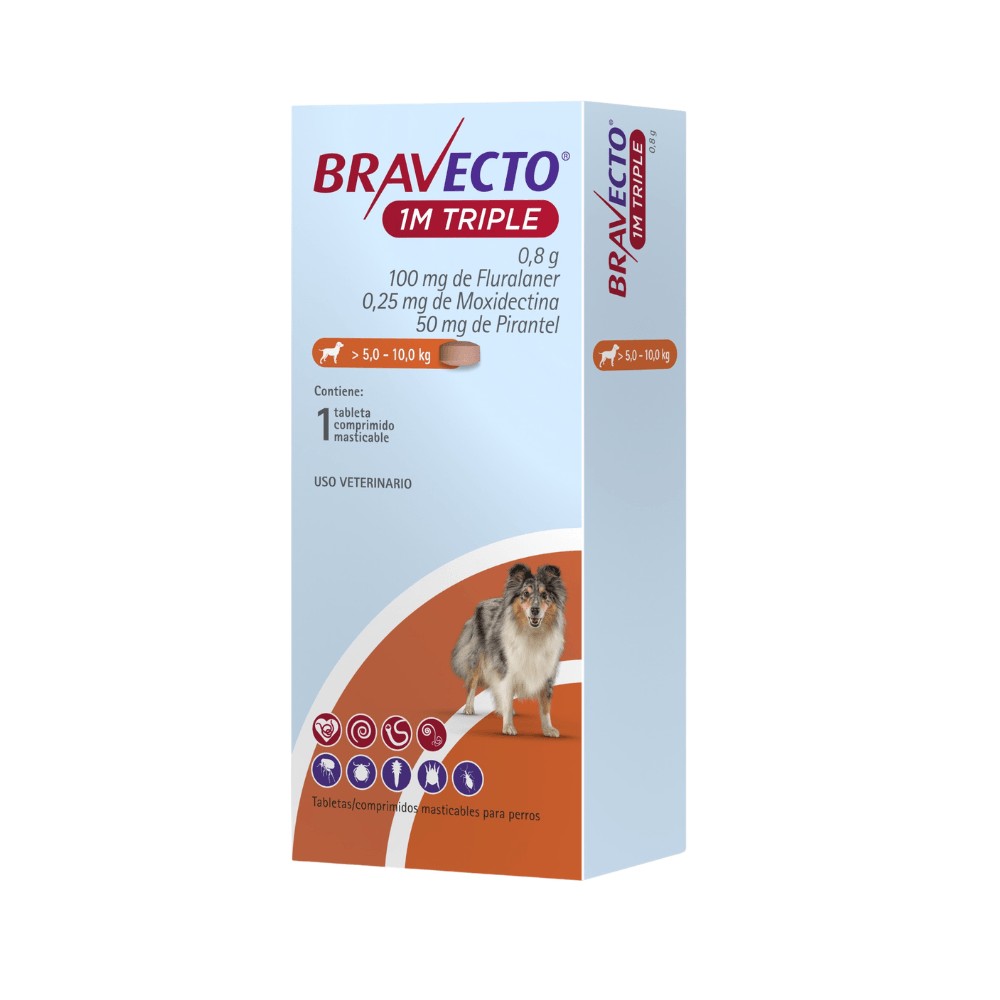 BRAVECTO®
1M TRIPLE
0,8 g
100 mg de Fluralaner
0,25 mg de Moxidectina
50 mg de Pirantel
> 5,0 - 10,0 kg
Contiene:
1 tableta
comprimido
masticable
USO VETERINARIO
Tabletas/comprimidos masticables para perros
BRAVECTO®
1M TRIPLE
0,8 g
> 5,0 - 10,0 kg